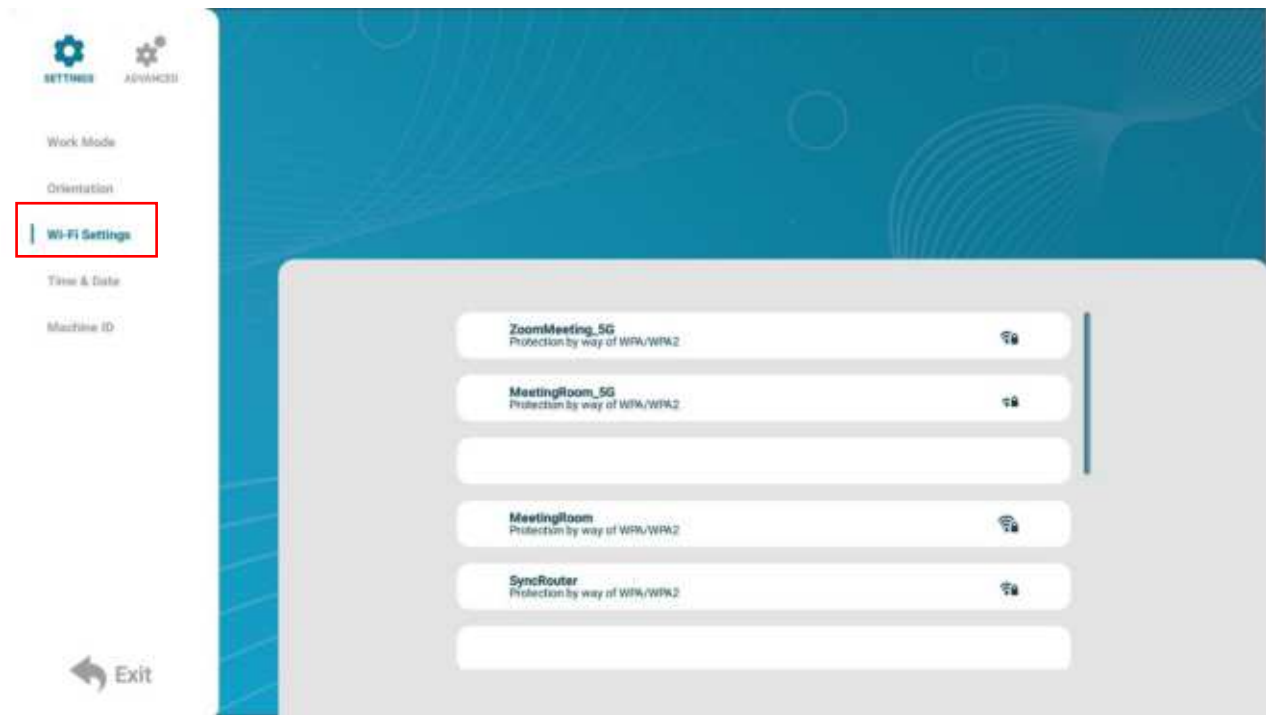 SETTINGS
ADVANCED
Work Mode
Orientation
Wi-Fi Settings
Time & Date
Machine ID
Exit
ZoomMeeting_5G
Protection by way of WPA/WPA2
MeetingRoom_5G
Protection by way of WPA/WPA2
MeetingRoom
Protection by way of WPA/WPA2
SyncRouter
Protection by way of WPA/WPA2